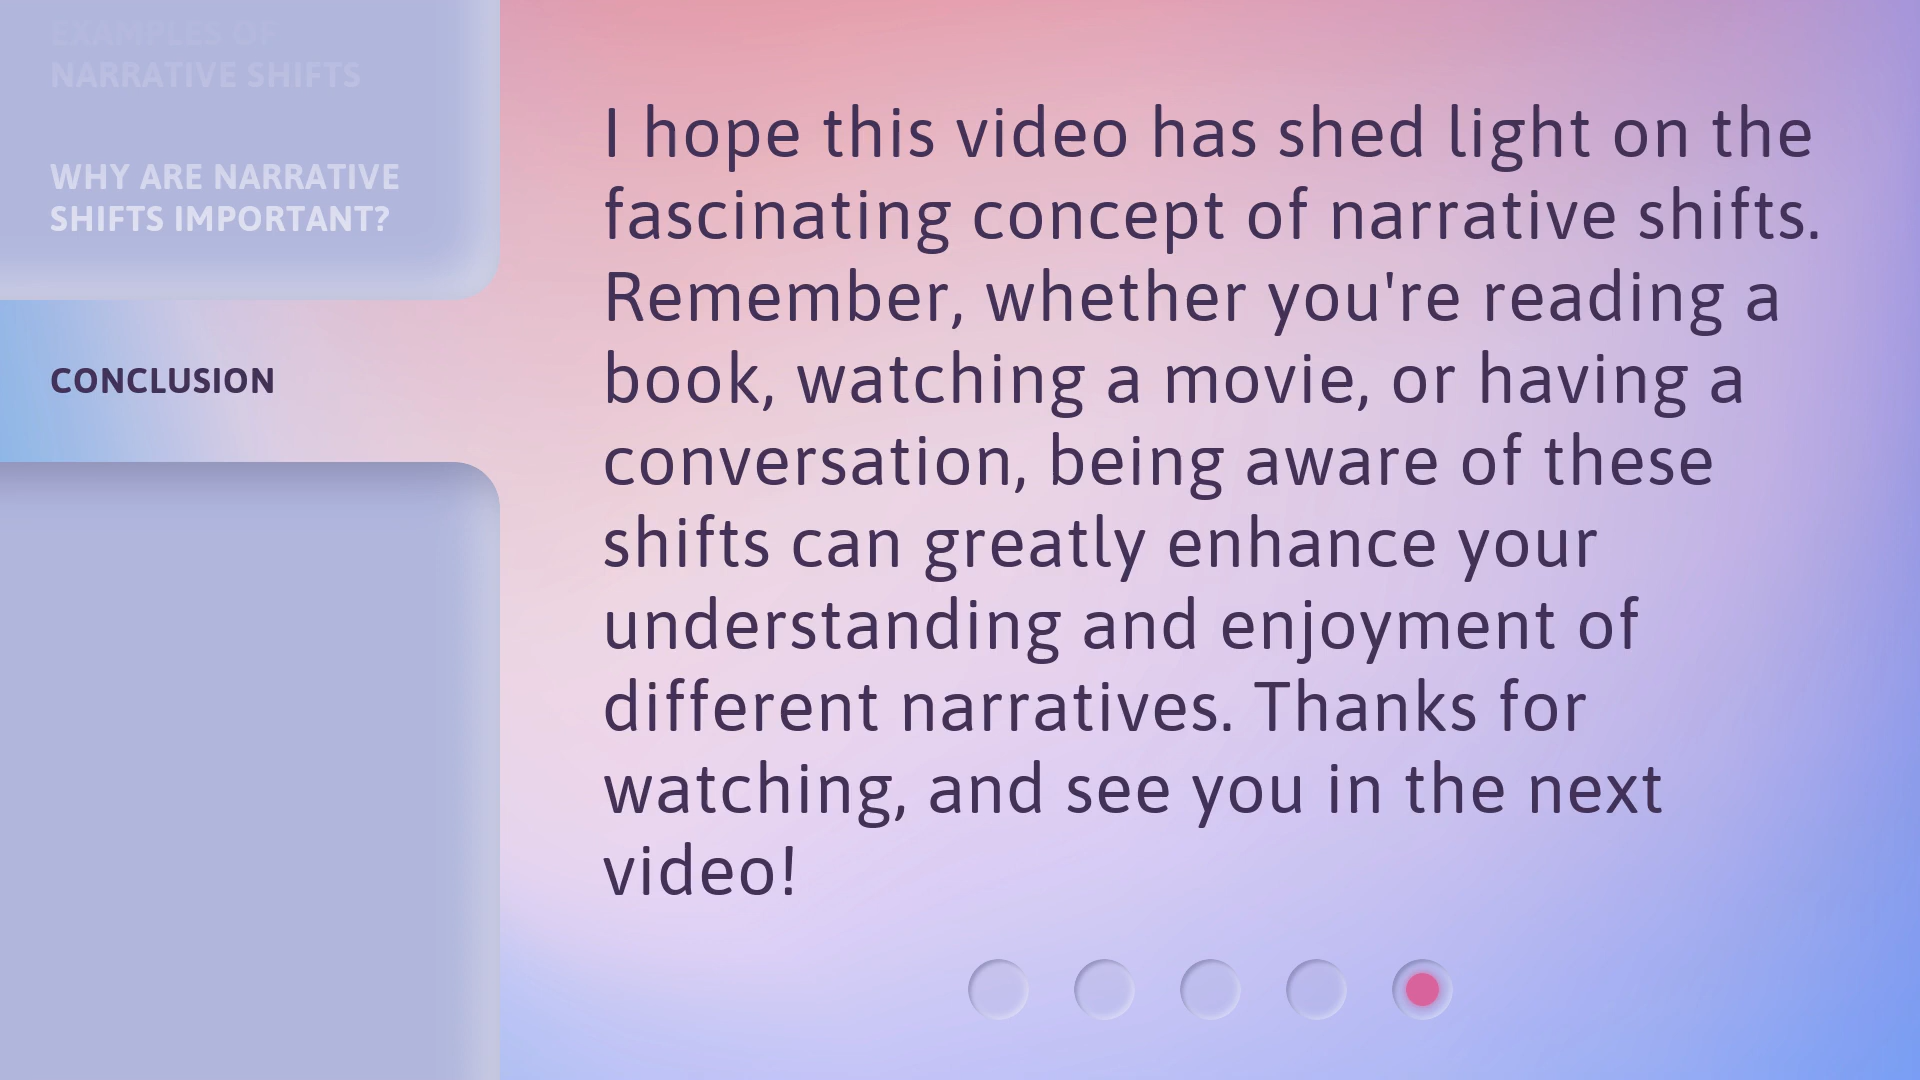 EXAMPLES OF
NARRATIVE SHIFTS
WHY ARE NARRATIVE
SHIFTS IMPORTANT?
CONCLUSION
I hope this video has shed light on the
fascinating concept of narrative shifts.
Remember, whether you're reading a
book, watching a movie, or having a
conversation, being aware of these
shifts can greatly enhance your
understanding and enjoyment of
different narratives. Thanks for
watching, and see you in the next
video!